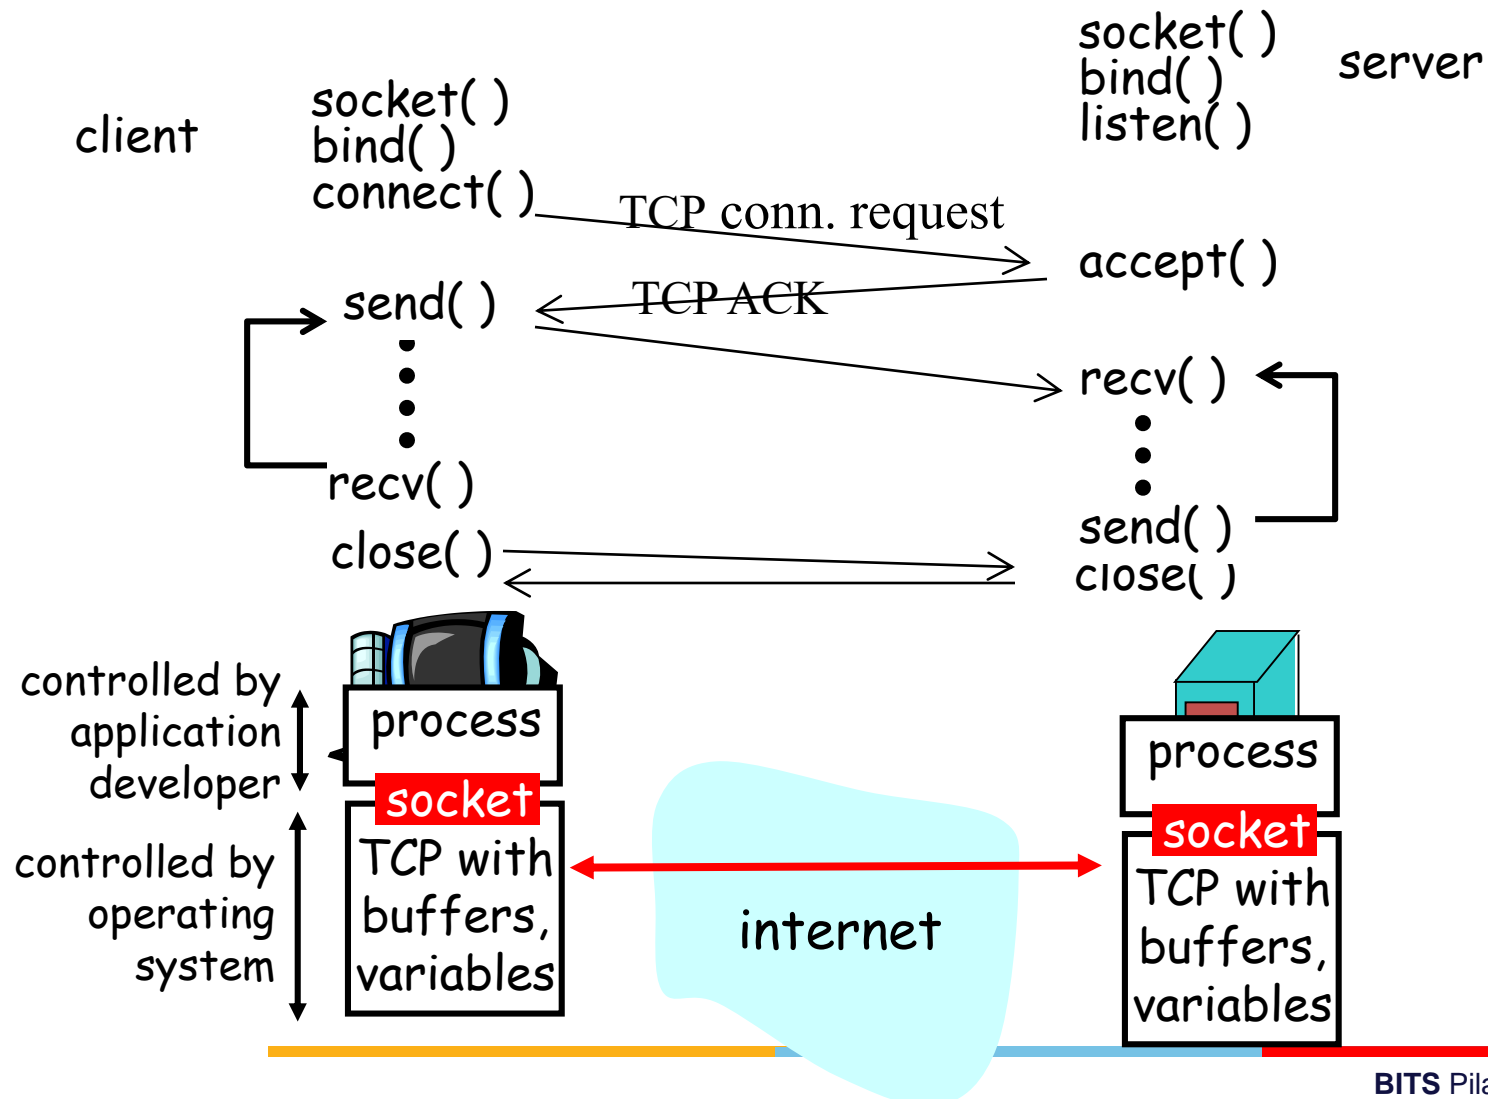 client
socket( )
bind( )
connect( )
socket( )
bind( )
listen( )
server
TCP conn. request
accept( )
TCP ACK
send( )
recv( )
recv( )
send( )
close( )
close( )
controlled by
application
developer
process
socket
controlled by
operating
system
TCP with
buffers,
variables
internet
process
socket
TCP with
buffers,
variables
BITS